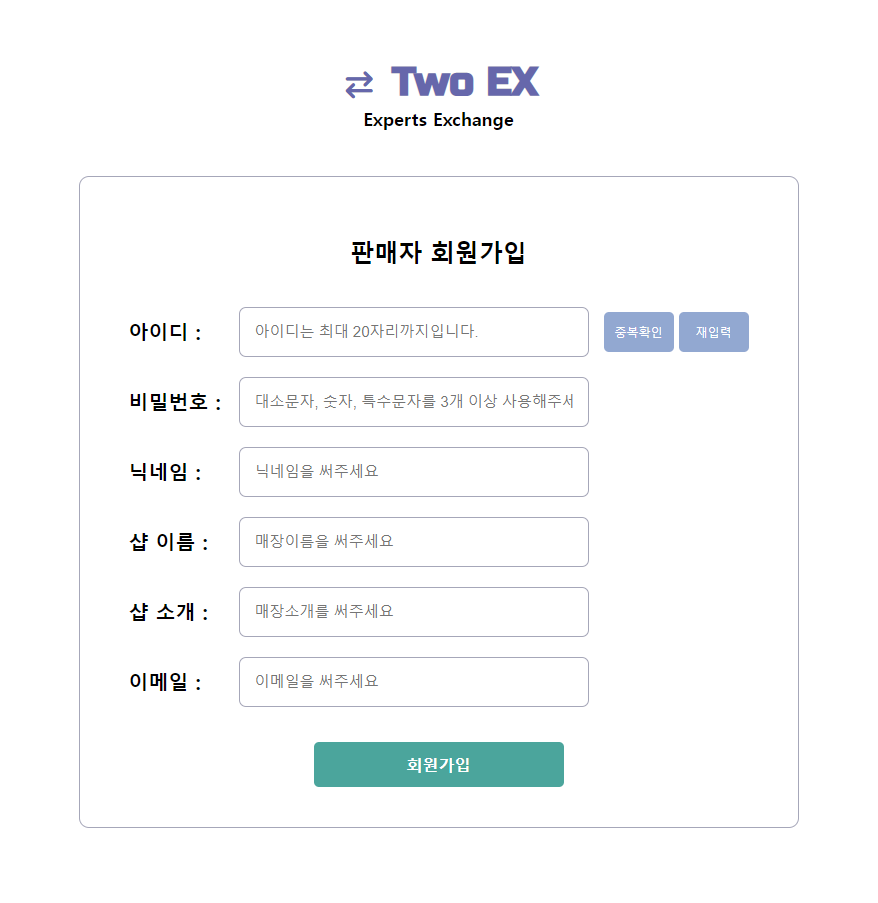 Two EX
Experts Exchange
판매자 회원가입
아이디 : 아이디는 최대 20자리까지입니다. 중복확인 재입력
비밀번호 : 대소문자, 숫자, 특수문자를 3개 이상 사용해주세
닉네임 : 닉네임을 써주세요
샵 이름 : 매장이름을 써주세요
샵 소개 : 매장소개를 써주세요
이메일 : 이메일을 써주세요
회원가입